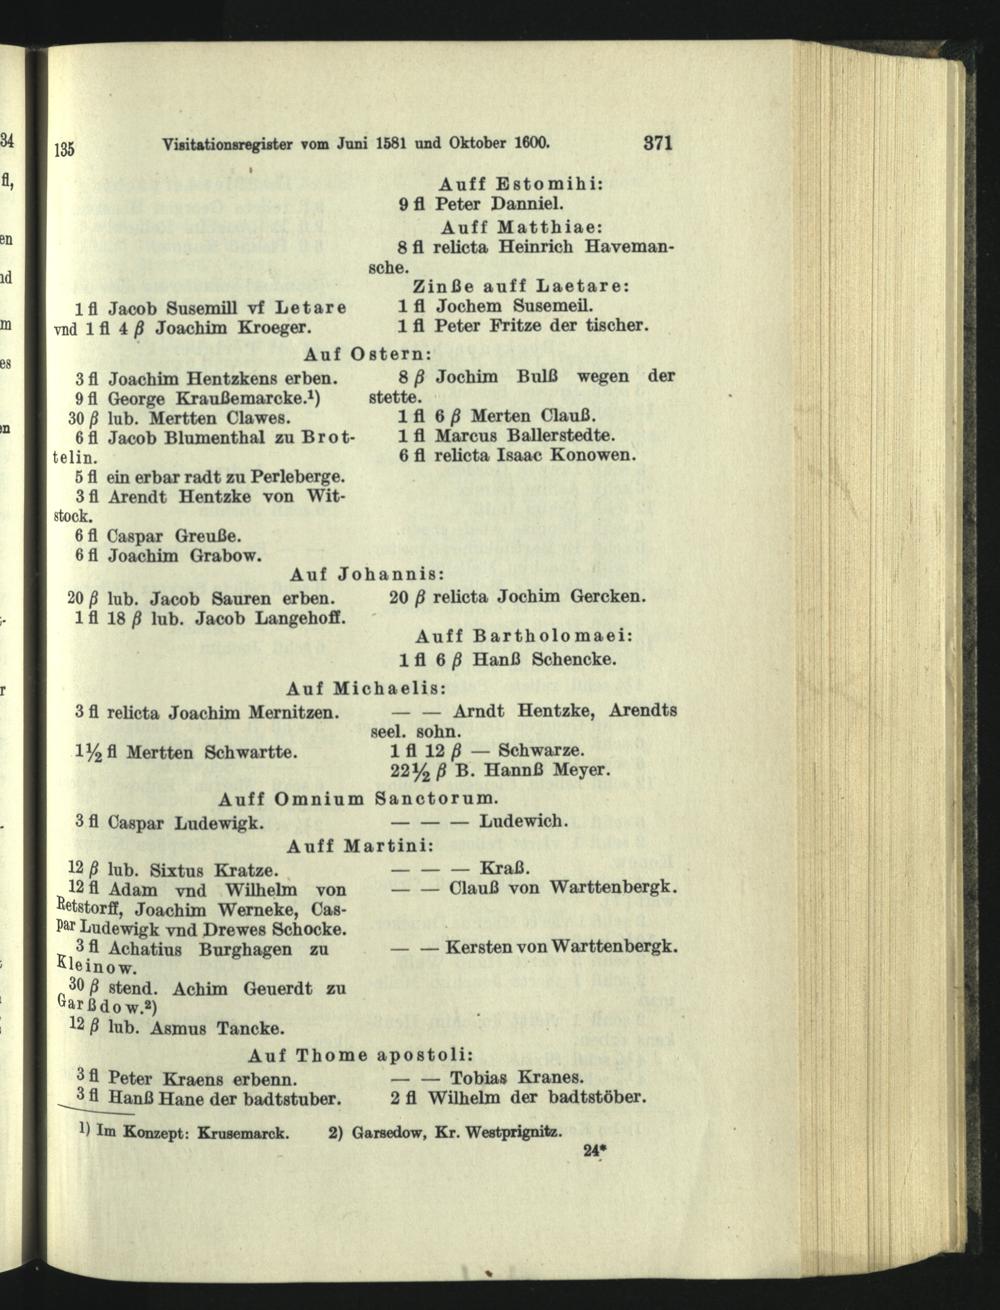 135 Visitationsregister vom Juni 1581 und Oktober 1600. 371
Auff Estomihi:
9 fl Peter Danniel.
Auff Matthiae:
8 fl relicta Heinrich Haveman-
sche.
Zinße auff Laetare:
1 fl Jacob Susemill vf Letare
vnd 1 fl 4 β Joachim Kroeger.
1 fl Jochem Susemeil.
1 fl Peter Fritze der tischer.
Auf Ostern:
3 fl Joachim Hentzkens erben.
9 fl George Kraußemarcke.¹)
30 β lub. Mertten Clawes.
6 fl Jacob Blumenthal zu Brot-
telin.
5 fl ein erbar radt zu Perleberge.
3 fl Arendt Hentzke von Wit-
stock.
6 fl Caspar Greuße.
6 fl Joachim Grabow.
8 β Jochim Bulß wegen der
stette.
1 fl 6 β Merten Clauß.
1 fl Marcus Ballerstedte.
6 fl relicta Isaac Konowen.
Auf Johannis:
20 β lub. Jacob Sauren erben.
1 fl 18 β lub. Jacob Langehoff.
20 β relicta Jochim Gercken.
Auff Bartholomaei:
1 fl 6 β Hanß Schencke.
Auf Michaelis:
3 fl relicta Joachim Mernitzen.
1½ fl Mertten Schwartte.
— — Arndt Hentzke, Arendts
seel. sohn.
1 fl 12 β — Schwarze.
22½ β B. Hannß Meyer.
Auff Omnium Sanctorum.
3 fl Caspar Ludewigk.
— — — Ludewich.
Auff Martini:
12 β lub. Sixtus Kratze.
12 fl Adam vnd Wilhelm von
Retstorff, Joachim Werneke, Cas-
par Ludewigk vnd Drewes Schocke.
3 fl Achatius Burghagen zu
Kleinow.
30 β stend. Achim Geuerdt zu
Garßdow.²)
12 β lub. Asmus Tancke.
— — — Kraß.
— — Clauß von Warttenbergk.
— — Kersten von Warttenbergk.
Auf Thome apostoli:
3 fl Peter Kraens erbenn.
3 fl Hanß Hane der badtstuber.
— — Tobias Kranes.
2 fl Wilhelm der badtstöber.
1) Im Konzept: Krusemarck. 2) Garsedow, Kr. Westprignitz.
24*
34
fl,
en
nd
m
es
en
r